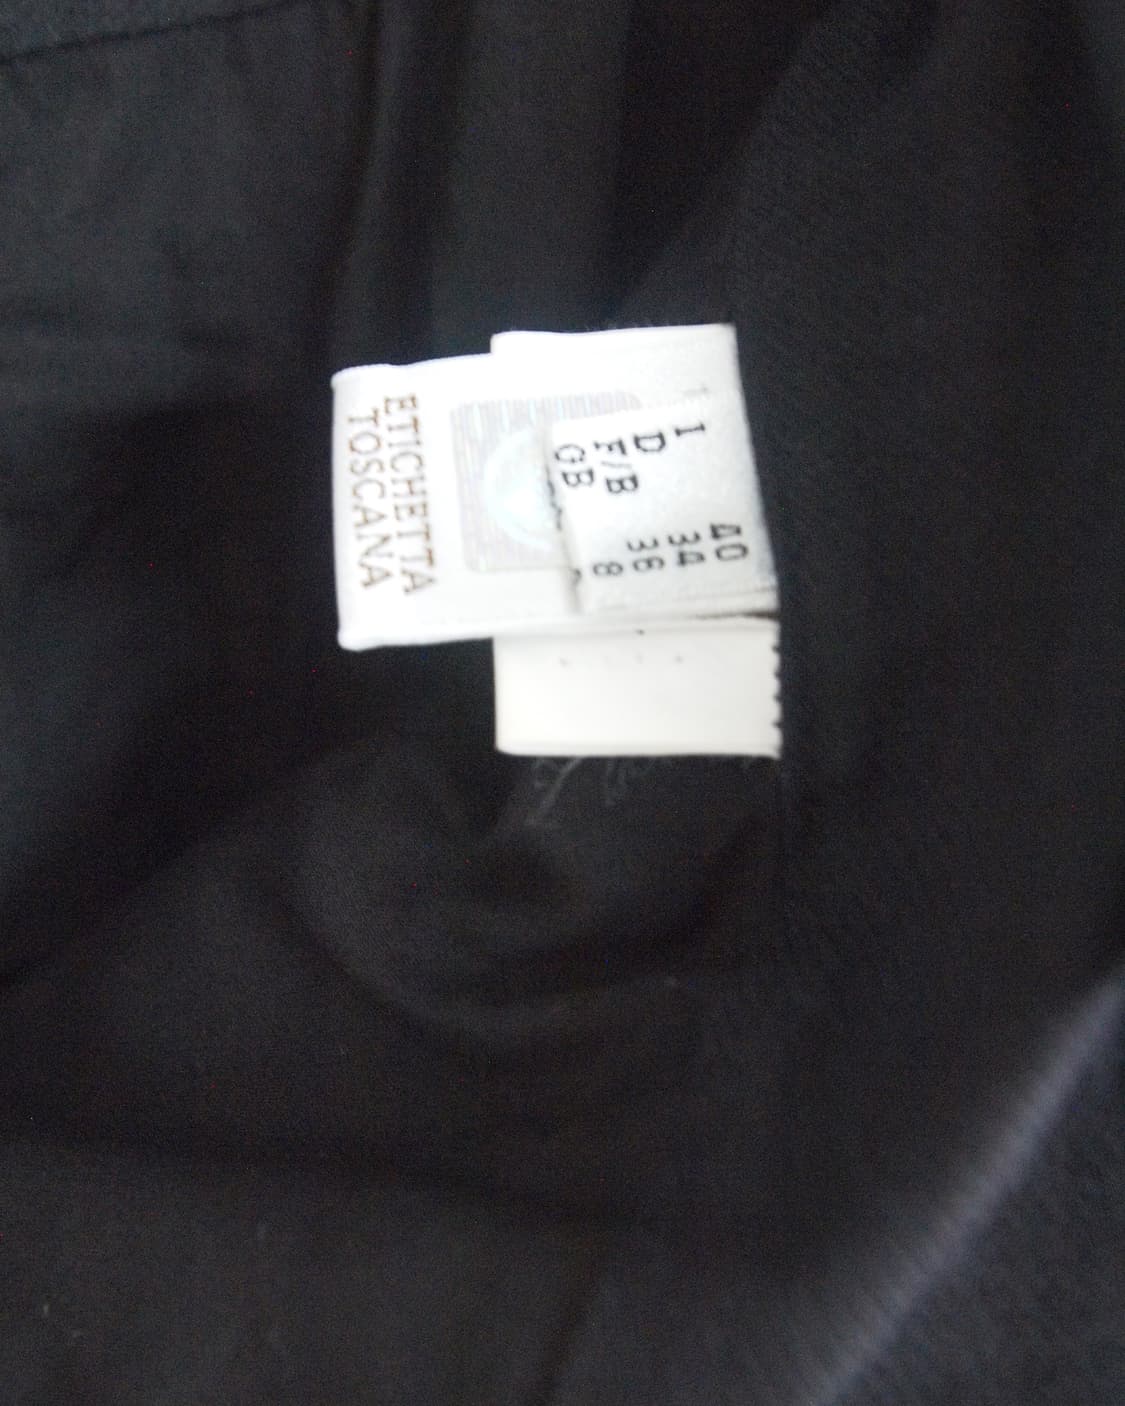 ETICHETTA
TOSCANA
I 40
D 34
F/B 36
GB 8